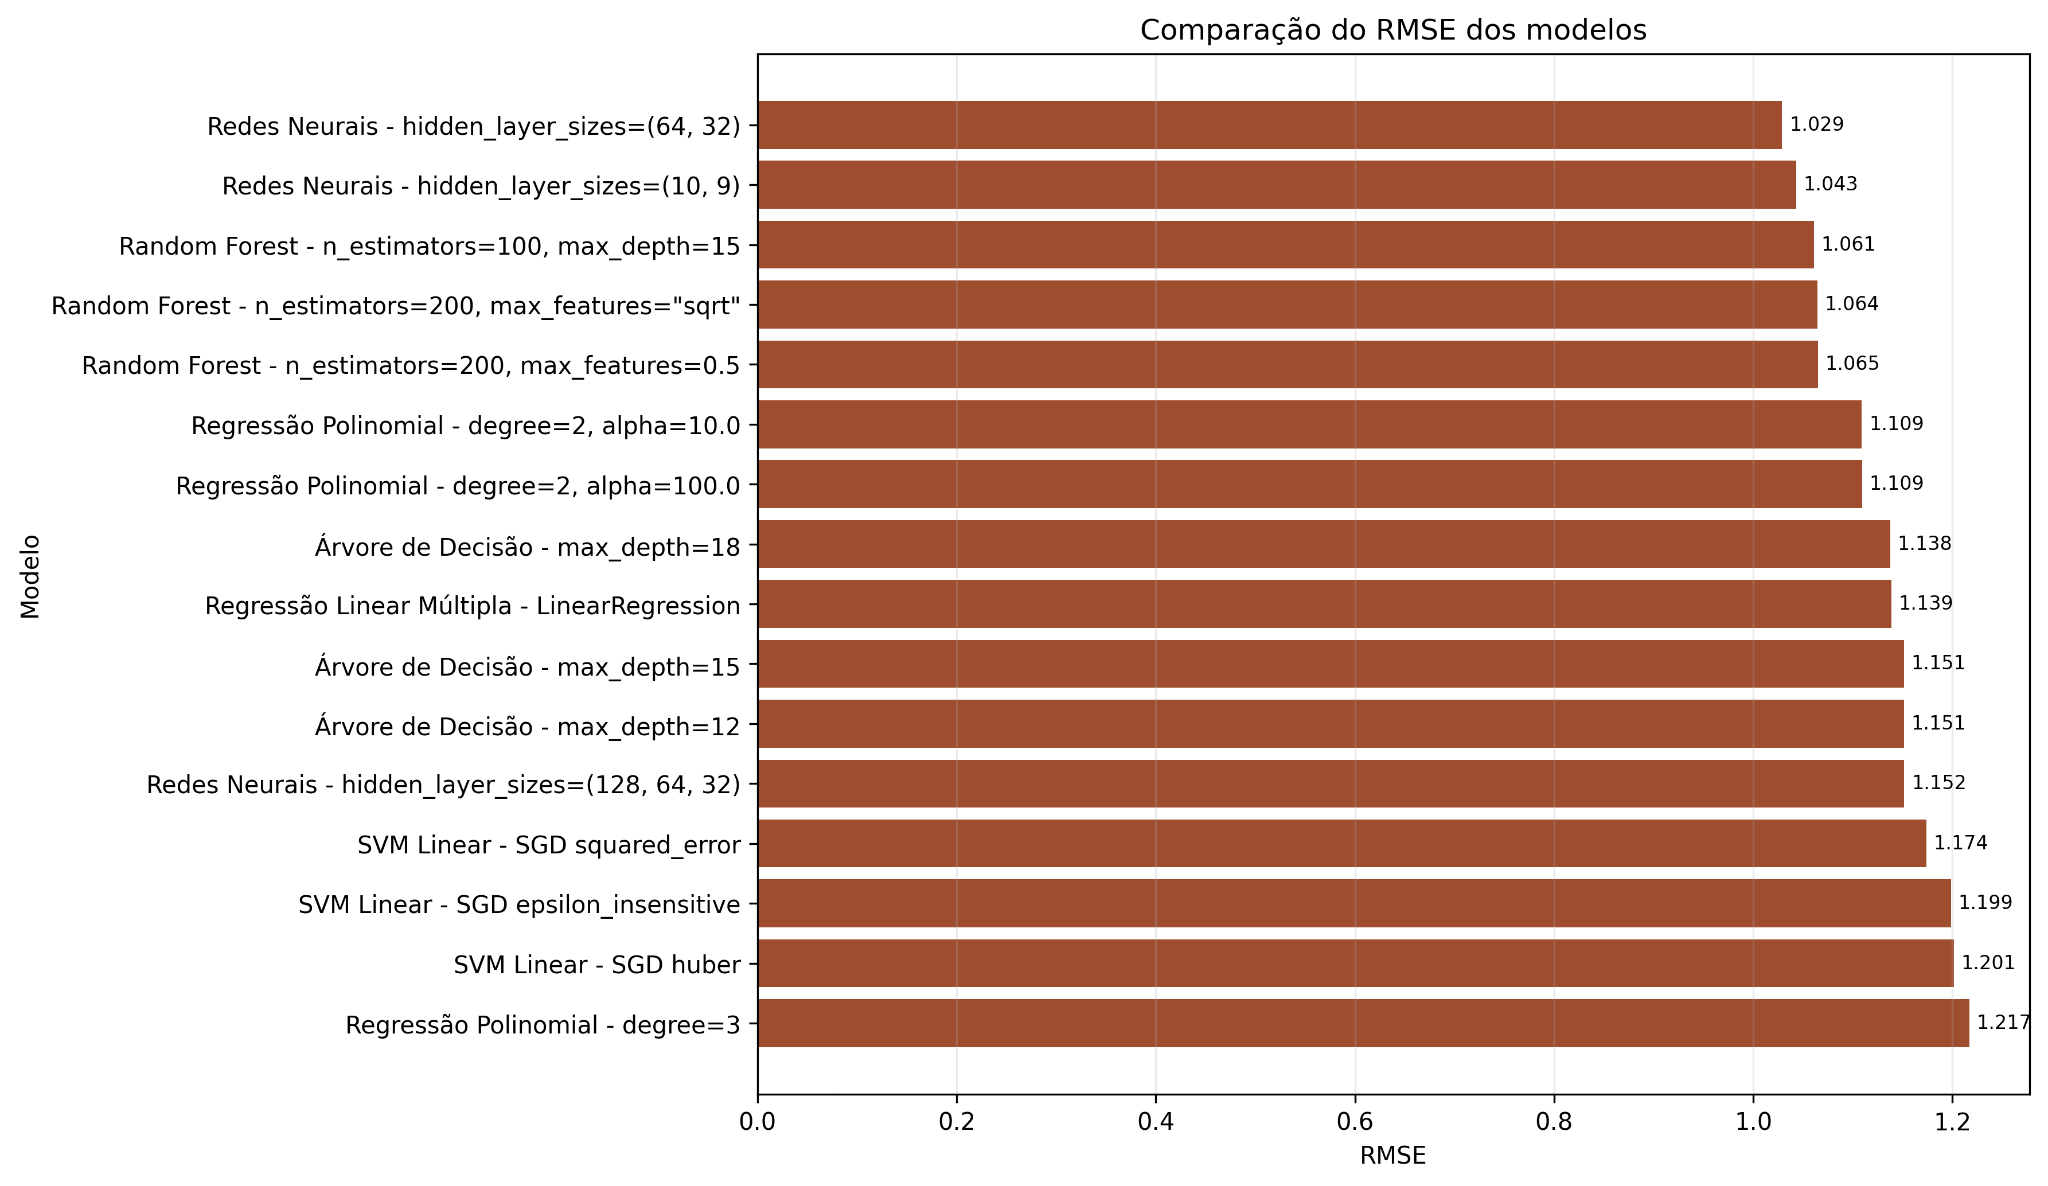 Comparação do RMSE dos modelos
Redes Neurais - hidden_layer_sizes=(64, 32)
1.029
Redes Neurais - hidden_layer_sizes=(10, 9)
1.043
Random Forest - n_estimators=100, max_depth=15
1.061
Random Forest - n_estimators=200, max_features="sqrt"
1.064
Random Forest - n_estimators=200, max_features=0.5
1.065
Regressão Polinomial - degree=2, alpha=10.0
1.109
Regressão Polinomial - degree=2, alpha=100.0
1.109
Árvore de Decisão - max_depth=18
1.138
Regressão Linear Múltipla - LinearRegression
1.139
Árvore de Decisão - max_depth=15
1.151
Árvore de Decisão - max_depth=12
1.151
Redes Neurais - hidden_layer_sizes=(128, 64, 32)
1.152
SVM Linear - SGD squared_error
1.174
SVM Linear - SGD epsilon_insensitive
1.199
SVM Linear - SGD huber
1.201
Regressão Polinomial - degree=3
1.217
Modelo
0.0 0.2 0.4 0.6 0.8 1.0 1.2
RMSE